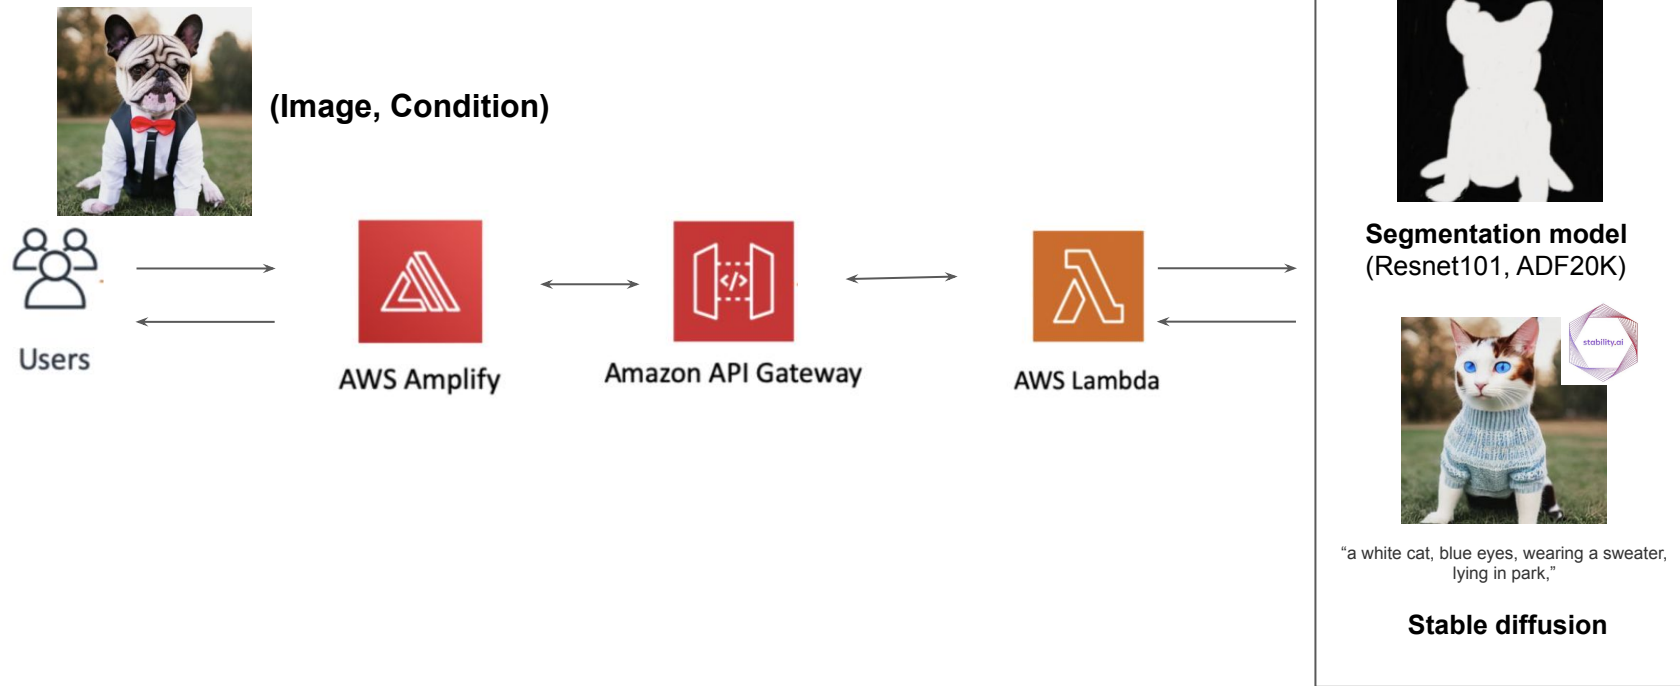 (Image, Condition)
Users
AWS Amplify
</>
Amazon API Gateway
AWS Lambda
Segmentation model
(Resnet101, ADF20K)
stability.ai
“a white cat, blue eyes, wearing a sweater,
lying in park,”
Stable diffusion